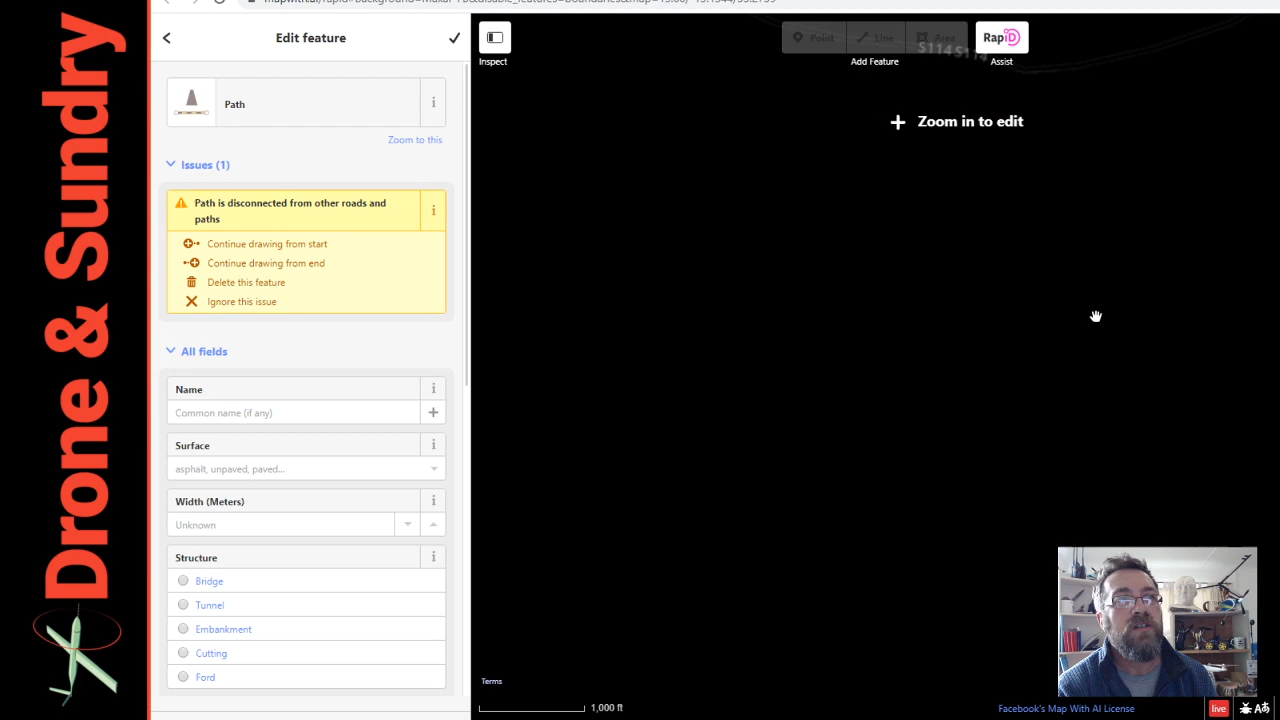 Drone & Sundry
Edit feature
Path
Zoom to this
Issues (1)
Path is disconnected from other roads and
paths
Continue drawing from start
Continue drawing from end
Delete this feature
Ignore this issue
All fields
Name
Common name (if any)
Surface
asphalt, unpaved, paved...
Width (Meters)
Unknown
Structure
Bridge
Tunnel
Embankment
Cutting
Ford
Inspect
Point
Line
Area
Add Feature
RapiD
Assist
S114 S114
Zoom in to edit
Terms
1,000 ft
Facebook's Map With AI License
live